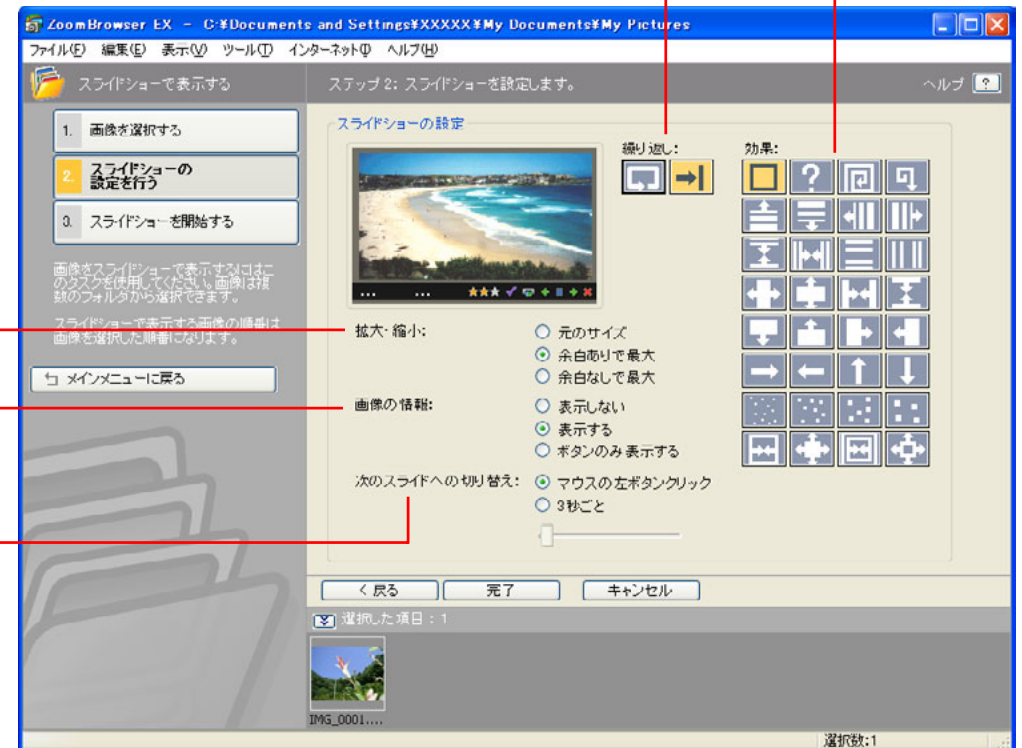 ZoomBrowser EX - C:¥Documents and Settings¥XXXXX¥My Documents¥My Pictures
ファイル(F) 編集(E) 表示(V) ツール(T) インターネット(I) ヘルプ(H)
スライドショーで表示する
ステップ 2: スライドショーを設定します。
ヘルプ ?
1. 画像を選択する
2. スライドショーの
設定を行う
3. スライドショーを開始する
画像をスライドショーで表示するにはこ
のタスクを使用してください。画像は複
数のフォルダから選択できます。
スライドショーで表示する画像の順番は
画像を選択した順番になります。
メインメニューに戻る
スライドショーの設定
繰り返し:
効果:
?
... ...
拡大・縮小:
元のサイズ
余白ありで最大
余白なしで最大
画像の情報:
表示しない
表示する
ボタンのみ表示する
次のスライドへの切り替え:
マウスの左ボタンクリック
3秒ごと
< 戻る
完了
キャンセル
選択した項目 : 1
IMG_0001....
選択数:1